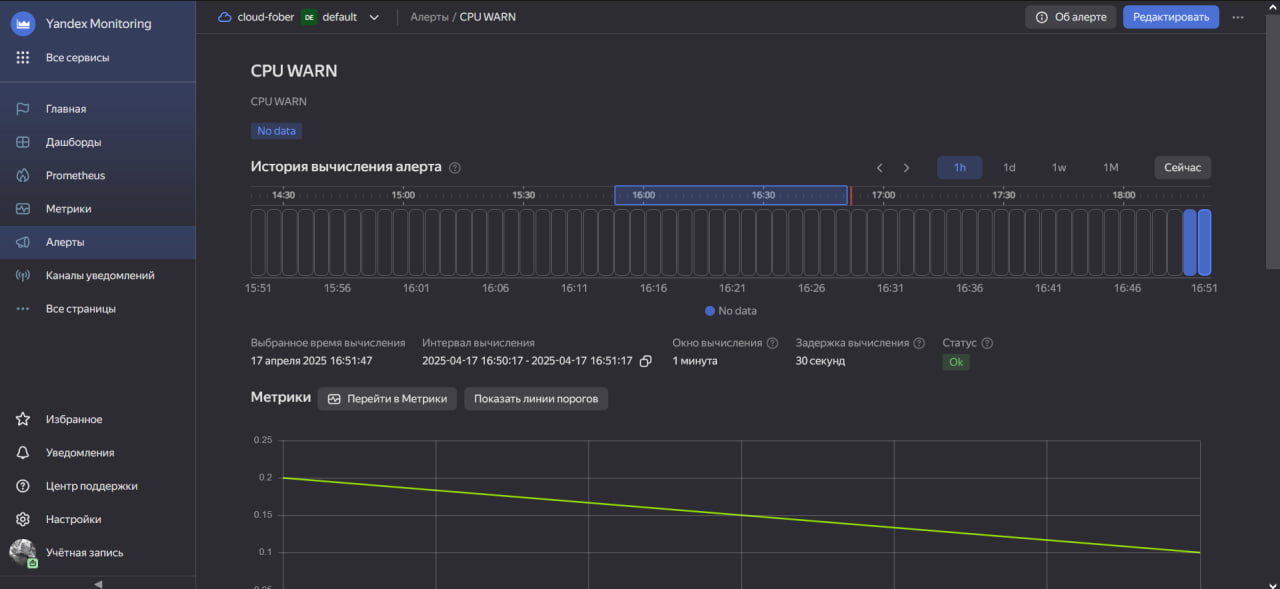 Yandex Monitoring
Все сервисы
Главная
Дашборды
Prometheus
Метрики
Алерты
Каналы уведомлений
Все страницы
Избранное
Уведомления
Центр поддержки
Настройки
Учётная запись
cloud-fober DE default Алерты / CPU WARN Об алерте Редактировать
CPU WARN
CPU WARN
No data
История вычисления алерта 1h 1d 1w 1M Сейчас
14:30 15:00 15:30 16:00 16:30 17:00 17:30 18:00
15:51 15:56 16:01 16:06 16:11 16:16 16:21 16:26 16:31 16:36 16:41 16:46 16:51
No data
Выбранное время вычисления Интервал вычисления Окно вычисления Задержка вычисления Статус
17 апреля 2025 16:51:47 2025-04-17 16:50:17 - 2025-04-17 16:51:17 1 минута 30 секунд Ok
Метрики Перейти в Метрики Показать линии порогов
0.25
0.2
0.15
0.1
0.05